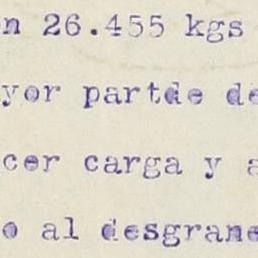 n 26.455 kgs
yor partde de
cer carga y a
o al desgrane